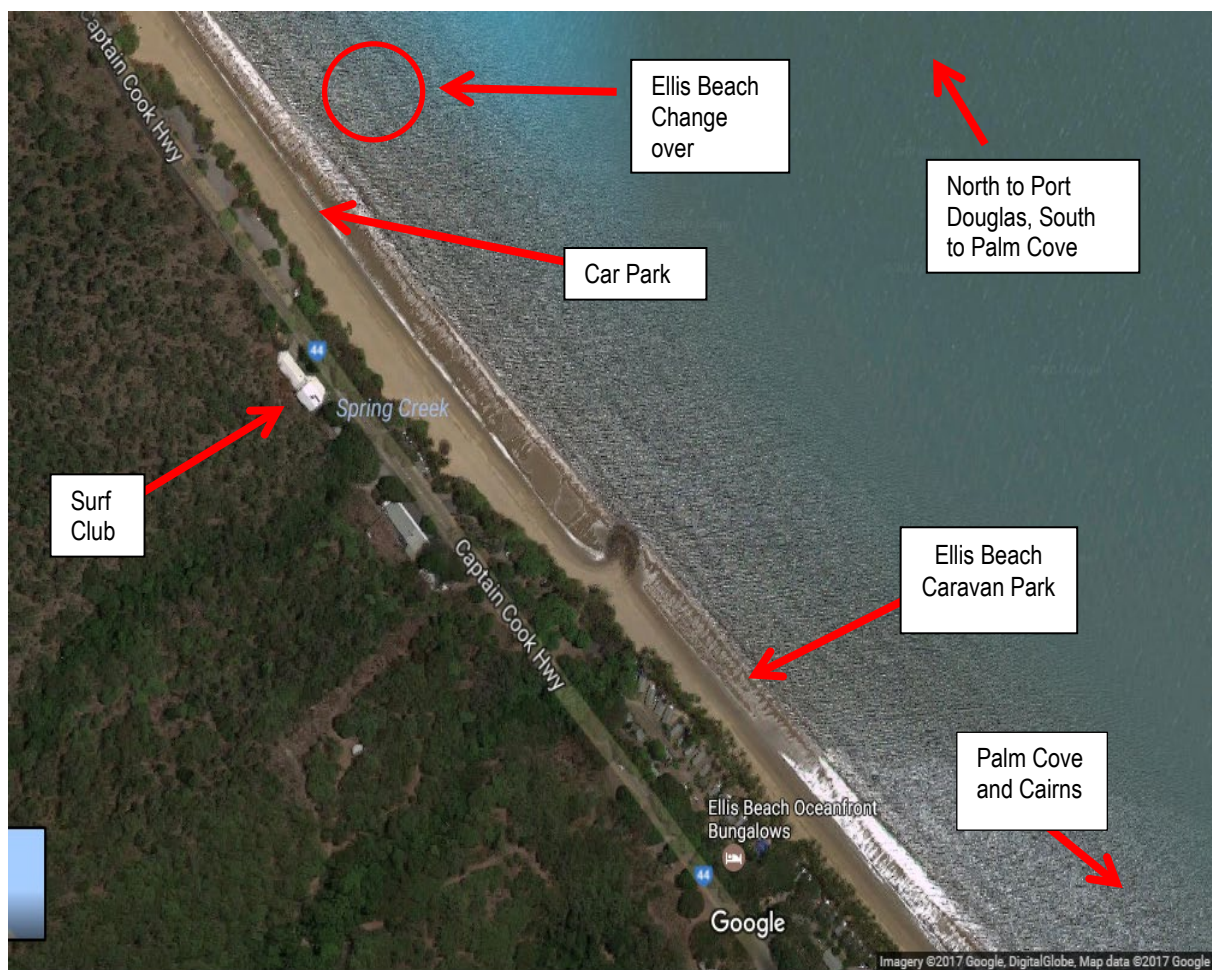 Captain Cook Hwy
Ellis Beach
Change
over
North to Port
Douglas, South
to Palm Cove
Car Park
44
Spring Creek
Surf
Club
Captain Cook Hwy
Ellis Beach
Caravan Park
Palm Cove
and Cairns
Ellis Beach Oceanfront
Bungalows
44
Google
Imagery ©2017 Google, DigitalGlobe, Map data ©2017 Google